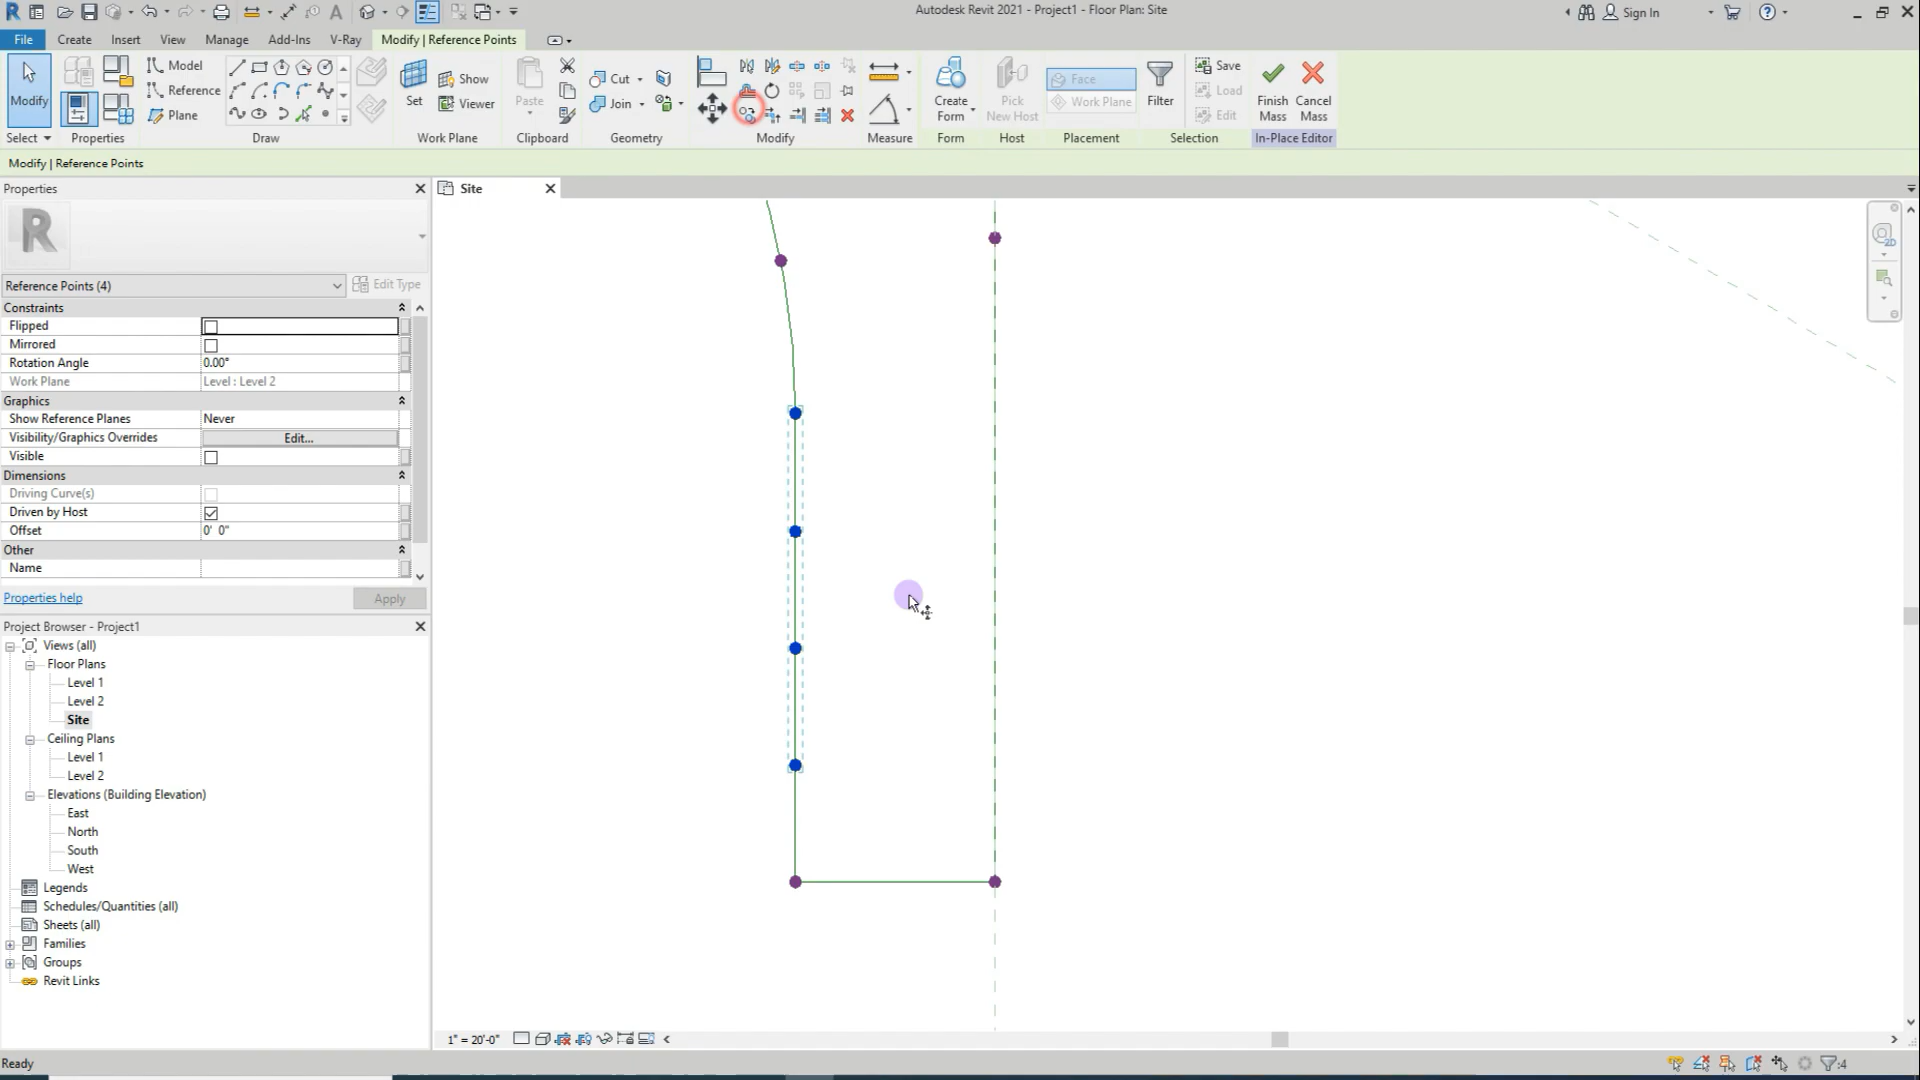 Autodesk Revit 2021 - Project1 - Floor Plan: Site
Sign In
File Create Insert View Manage Add-Ins V-Ray Modify | Reference Points
Modify
Select
Properties
Model
Reference
Plane
Draw
Set
Show
Viewer
Work Plane
Paste
Clipboard
Cut
Join
Geometry
Modify
Measure
Create Form
Form
Pick New Host
Host
Face
Work Plane
Placement
Filter
Save
Load
Edit
Selection
Finish Mass
Cancel Mass
In-Place Editor
Modify | Reference Points
Properties
Site
R
Reference Points (4)
Edit Type
Constraints
Flipped
Mirrored
Rotation Angle 0.00°
Work Plane Level : Level 2
Graphics
Show Reference Planes Never
Visibility/Graphics Overrides Edit...
Visible
Dimensions
Driving Curve(s)
Driven by Host
Offset 0' 0"
Other
Name
Properties help
Apply
Project Browser - Project1
Views (all)
Floor Plans
Level 1
Level 2
Site
Ceiling Plans
Level 1
Level 2
Elevations (Building Elevation)
East
North
South
West
Legends
Schedules/Quantities (all)
Sheets (all)
Families
Groups
Revit Links
2D
1" = 20'-0"
Ready
:4